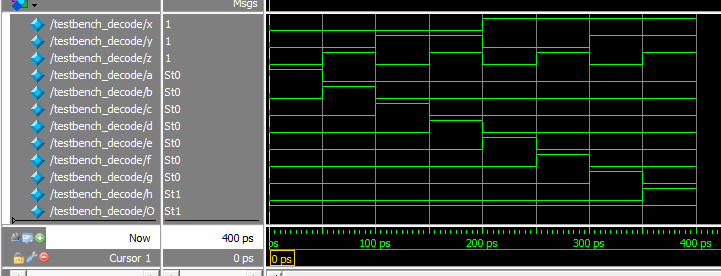 Msgs
/testbench_decode/x 1
/testbench_decode/y 1
/testbench_decode/z 1
/testbench_decode/a St0
/testbench_decode/b St0
/testbench_decode/c St0
/testbench_decode/d St0
/testbench_decode/e St0
/testbench_decode/f St0
/testbench_decode/g St0
/testbench_decode/h St1
/testbench_decode/O St1
Now 400 ps ps 100 ps 200 ps 300 ps 400 ps
Cursor 1 0 ps 0 ps